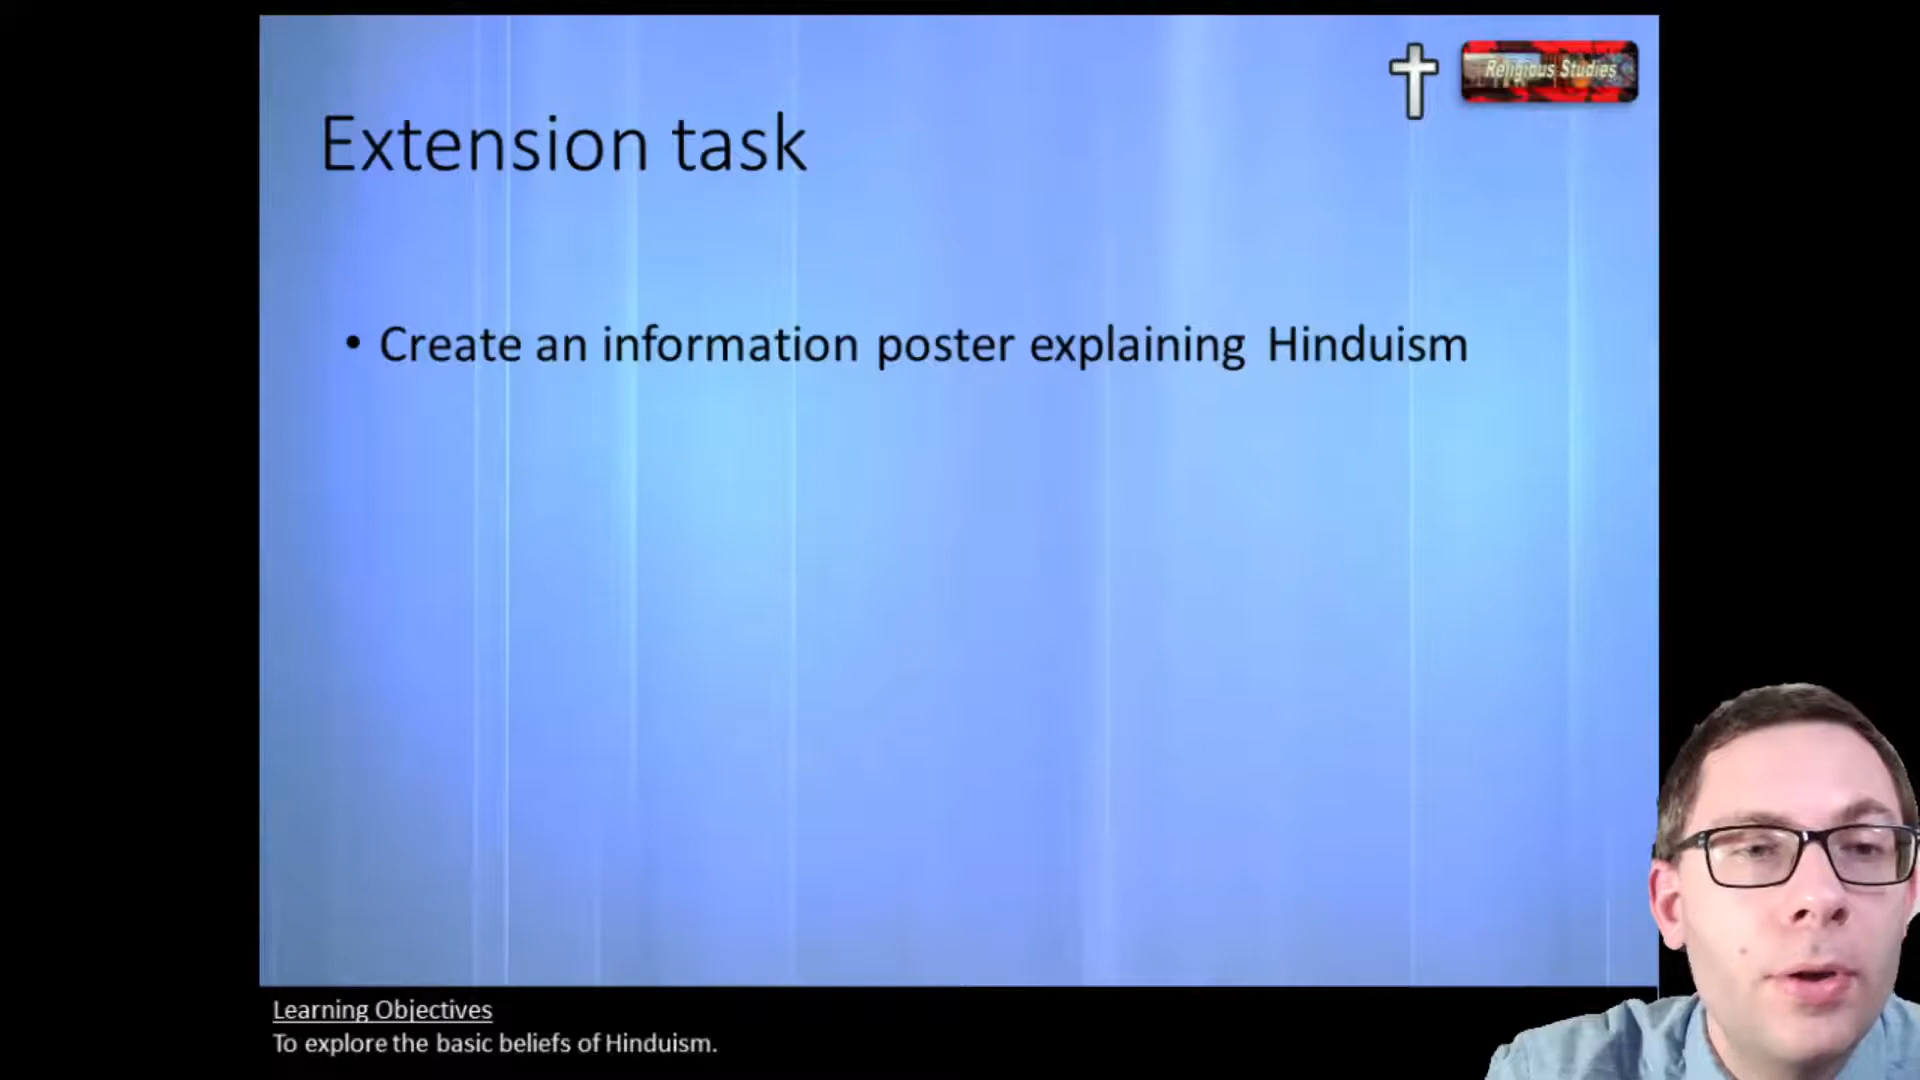 Religious Studies
Extension task
• Create an information poster explaining Hinduism
Learning Objectives
To explore the basic beliefs of Hinduism.